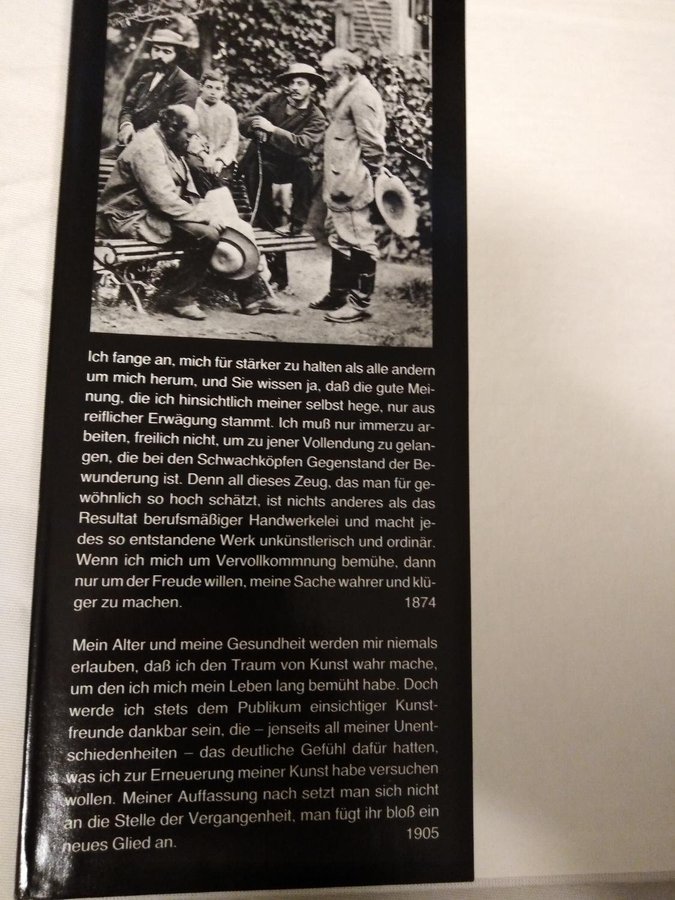 Ich fange an, mich für stärker zu halten als alle andern
um mich herum, und Sie wissen ja, daß die gute Mei-
nung, die ich hinsichtlich meiner selbst hege, nur aus
reiflicher Erwägung stammt. Ich muß nur immerzu ar-
beiten, freilich nicht, um zu jener Vollendung zu gelan-
gen, die bei den Schwachköpfen Gegenstand der Be-
wunderung ist. Denn all dieses Zeug, das man für ge-
wöhnlich so hoch schätzt, ist nichts anderes als das
Resultat berufsmäßiger Handwerkelei und macht je-
des so entstandene Werk unkünstlerisch und ordinär.
Wenn ich mich um Vervollkommnung bemühe, dann
nur um der Freude willen, meine Sache wahrer und klü-
ger zu machen. 1874
Mein Alter und meine Gesundheit werden mir niemals
erlauben, daß ich den Traum von Kunst wahr mache,
um den ich mich mein Leben lang bemüht habe. Doch
werde ich stets dem Publikum einsichtiger Kunst-
freunde dankbar sein, die – jenseits all meiner Unent-
schiedenheiten – das deutliche Gefühl dafür hatten,
was ich zur Erneuerung meiner Kunst habe versuchen
wollen. Meiner Auffassung nach setzt man sich nicht
an die Stelle der Vergangenheit, man fügt ihr bloß ein
neues Glied an. 1905